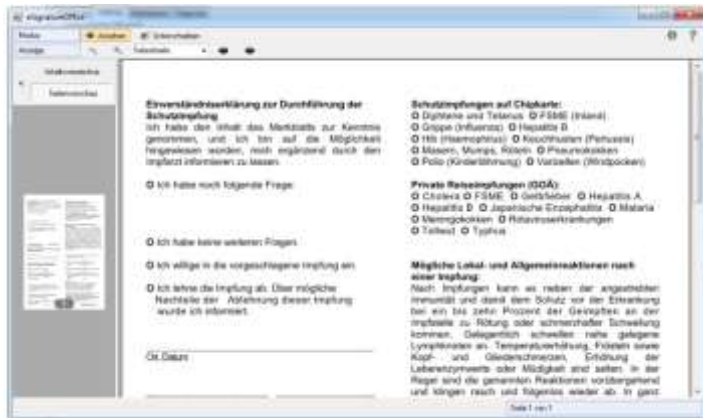 eSignatureOffice
Modus
Ansehen
Unterschreiben
Anzeige
Seitenbreite
Einverständniserklärung zur Durchführung der
Schutzimpfung
Ich habe den Inhalt des Merkblatts zur Kenntnis
genommen, und ich bin auf die Möglichkeit
hingewiesen worden, mich ergänzend durch den
Impfarzt informieren zu lassen.
O Ich habe noch folgende Frage:
O Ich habe keine weiteren Fragen.
O Ich willige in die vorgeschlagene Impfung ein.
O Ich lehne die Impfung ab. Über mögliche
Nachteile der Ablehnung dieser Impfung
wurde ich informiert.
Ort, Datum
Schutzimpfungen auf Chipkarte:
O Diphterie und Tetanus O FSME (Inland)
O Grippe (Influenza) O Hepatitis B
O Hib (Haemophilus) O Keuchhusten (Pertussis)
O Masern, Mumps, Röteln O Pneumokokken
O Polio (Kinderlähmung) O Varizellen (Windpocken)
Private Reiseimpfungen (GOÄ):
O Cholera O FSME O Gelbfieber O Hepatitis A
O Hepatitis B O Japanische Enzephalitis O Malaria
O Meningokokken O Rotaviruserkrankungen
O Tollwut O Typhus
Mögliche Lokal- und Allgemeinreaktionen nach
einer Impfung:
Nach Impfungen kann es neben der angestrebten
Immunität und damit dem Schutz vor der Erkrankung
bei ein bis zehn Prozent der Geimpften an der
Impfstelle zu Rötung oder schmerzhafter Schwellung
kommen. Gelegentlich schwellen nahe gelegene
Lymphknoten an. Temperaturerhöhung, Frösteln sowie
Kopf- und Gliederschmerzen, Erhöhung der
Leberenzymwerte oder Müdigkeit sind selten. In der
Regel sind die genannten Reaktionen vorübergehend
und klingen rasch und folgenlos wieder ab. In ganz
Seite 1 von 1